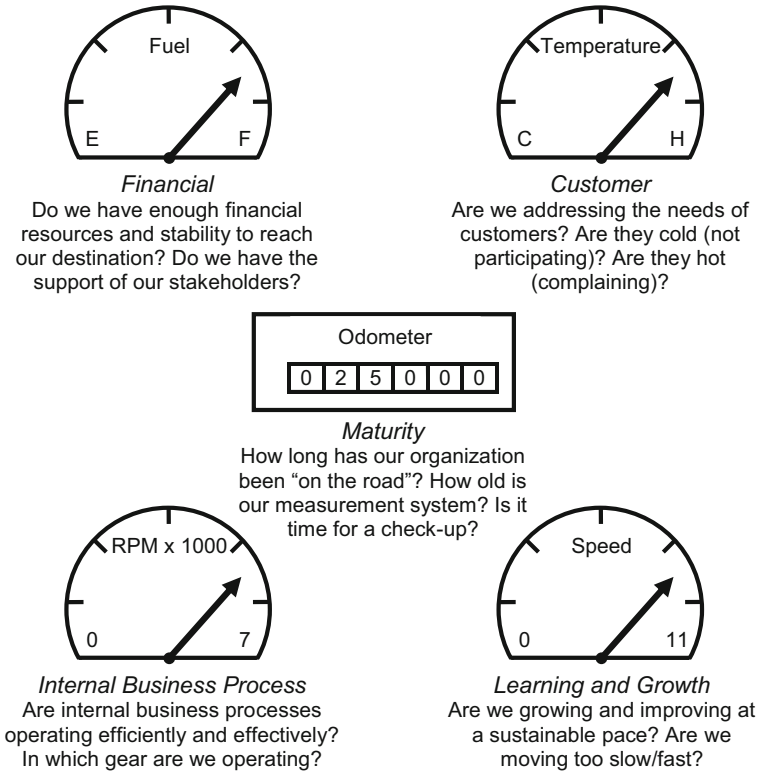 Fuel
E F
Financial
Do we have enough financial
resources and stability to reach
our destination? Do we have the
support of our stakeholders?
Temperature
C H
Customer
Are we addressing the needs of
customers? Are they cold (not
participating)? Are they hot
(complaining)?
Odometer
0 2 5 0 0 0
Maturity
How long has our organization
been “on the road”? How old is
our measurement system? Is it
time for a check-up?
RPM x 1000
0 7
Internal Business Process
Are internal business processes
operating efficiently and effectively?
In which gear are we operating?
Speed
0 11
Learning and Growth
Are we growing and improving at
a sustainable pace? Are we
moving too slow/fast?